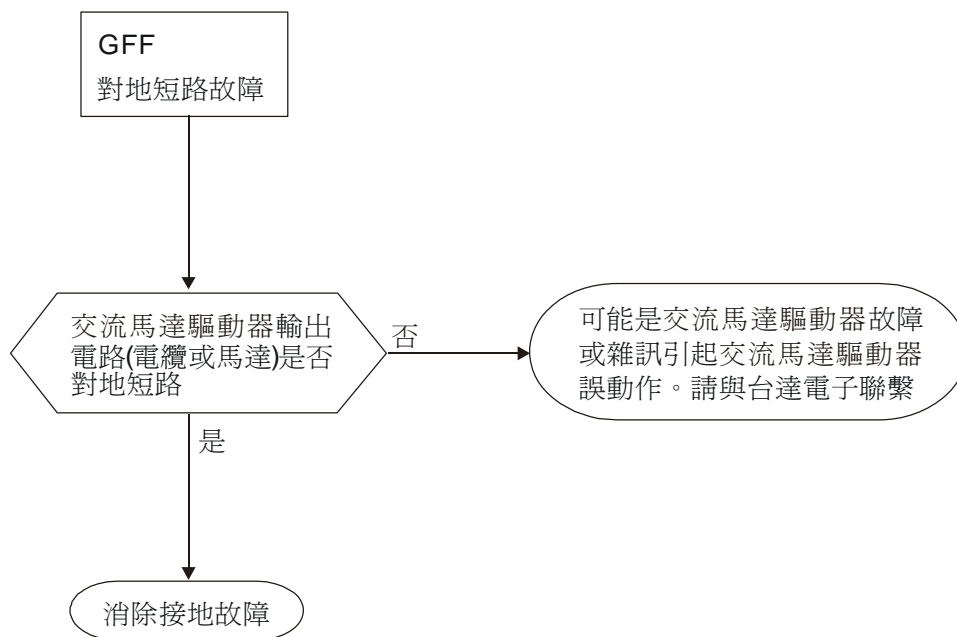 GFF
對地短路故障
交流馬達驅動器輸出
電路(電纜或馬達)是否
對地短路
否
可能是交流馬達驅動器故障
或雜訊引起交流馬達驅動器
誤動作。請與台達電子聯繫
是
消除接地故障